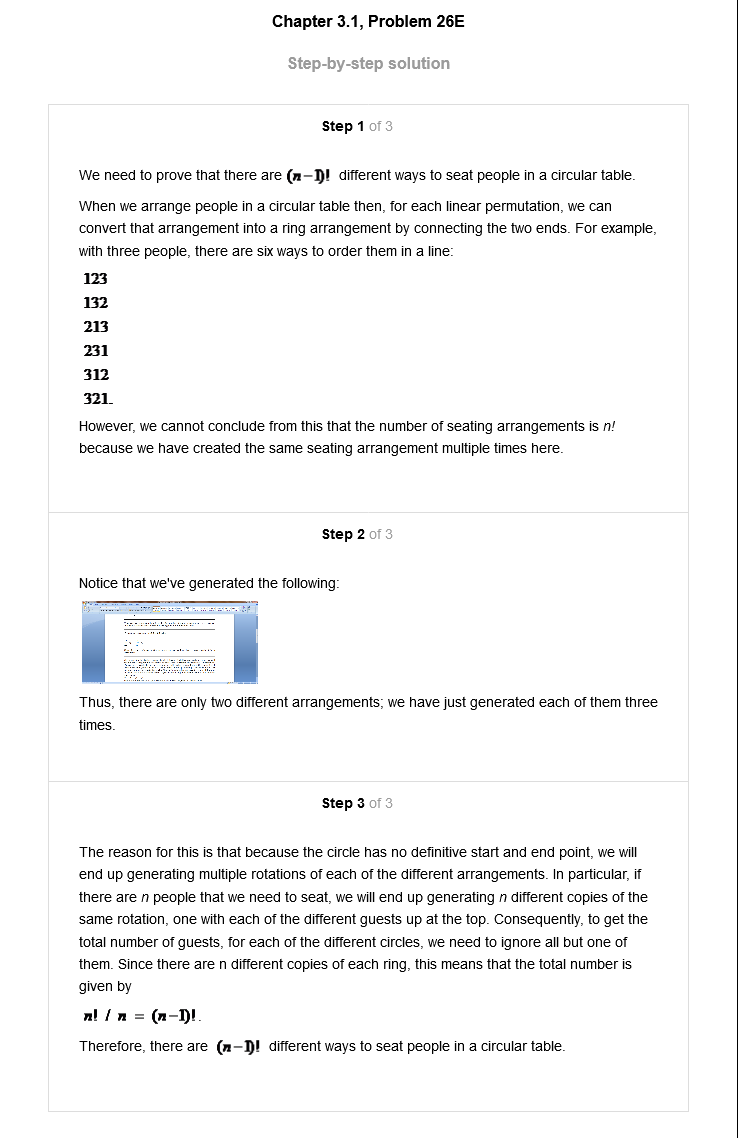 Chapter 3.1, Problem 26E
Step-by-step solution
Step 1 of 3
We need to prove that there are (n−1)! different ways to seat people in a circular table.
When we arrange people in a circular table then, for each linear permutation, we can
convert that arrangement into a ring arrangement by connecting the two ends. For example,
with three people, there are six ways to order them in a line:
123
132
213
231
312
321.
However, we cannot conclude from this that the number of seating arrangements is n!
because we have created the same seating arrangement multiple times here.
Step 2 of 3
Notice that we've generated the following:
Thus, there are only two different arrangements; we have just generated each of them three
times.
Step 3 of 3
The reason for this is that because the circle has no definitive start and end point, we will
end up generating multiple rotations of each of the different arrangements. In particular, if
there are n people that we need to seat, we will end up generating n different copies of the
same rotation, one with each of the different guests up at the top. Consequently, to get the
total number of guests, for each of the different circles, we need to ignore all but one of
them. Since there are n different copies of each ring, this means that the total number is
given by
n! / n = (n−1)!.
Therefore, there are (n−1)! different ways to seat people in a circular table.